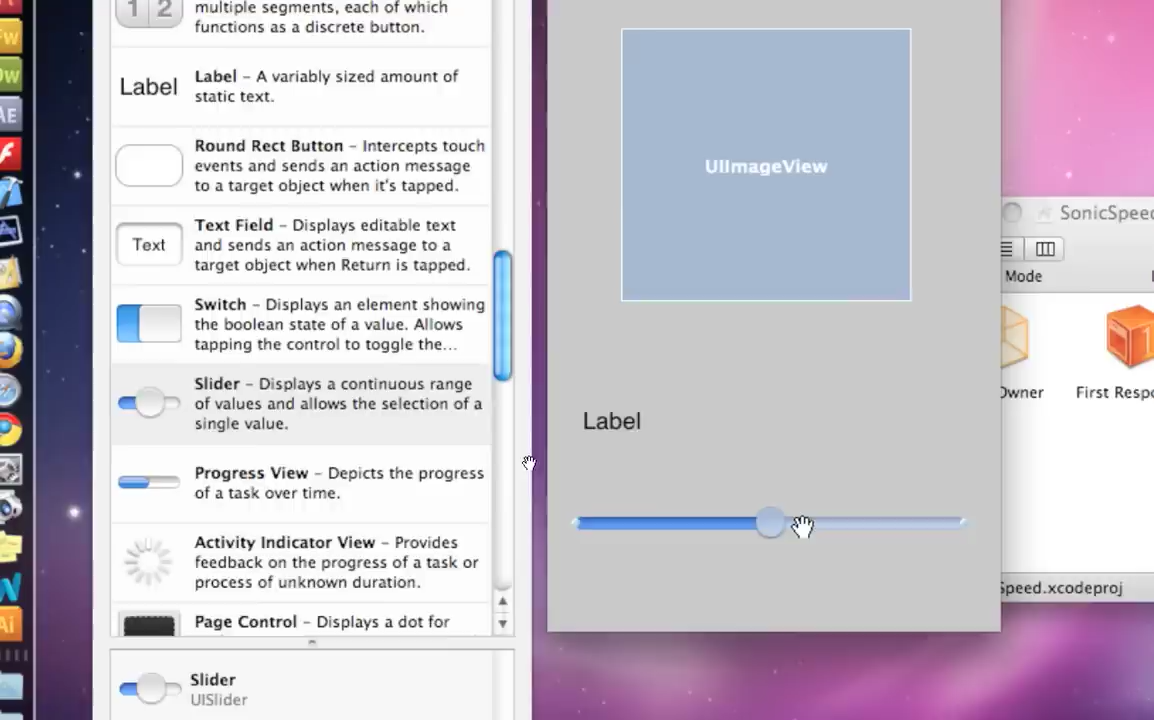 1 2
multiple segments, each of which
functions as a discrete button.
Label
Label – A variably sized amount of
static text.
Round Rect Button – Intercepts touch
events and sends an action message
to a target object when it's tapped.
Text
Text Field – Displays editable text
and sends an action message to a
target object when Return is tapped.
Switch – Displays an element showing
the boolean state of a value. Allows
tapping the control to toggle the...
Slider – Displays a continuous range
of values and allows the selection of a
single value.
Progress View – Depicts the progress
of a task over time.
Activity Indicator View – Provides
feedback on the progress of a task or
process of unknown duration.
Page Control – Displays a dot for
Slider
UISlider
UIImageView
Label
SonicSpeed
Mode
Owner
First Respo
Speed.xcodeproj
Fw
Dw
AE
W
Ai